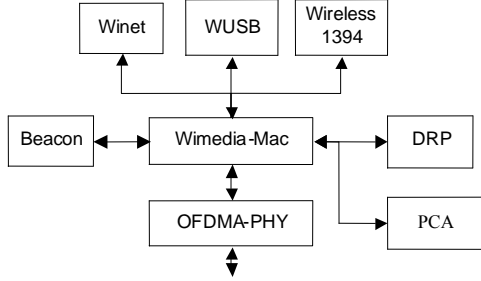 Winet
WUSB
Wireless
1394
Beacon
Wimedia-Mac
DRP
OFDMA-PHY
PCA